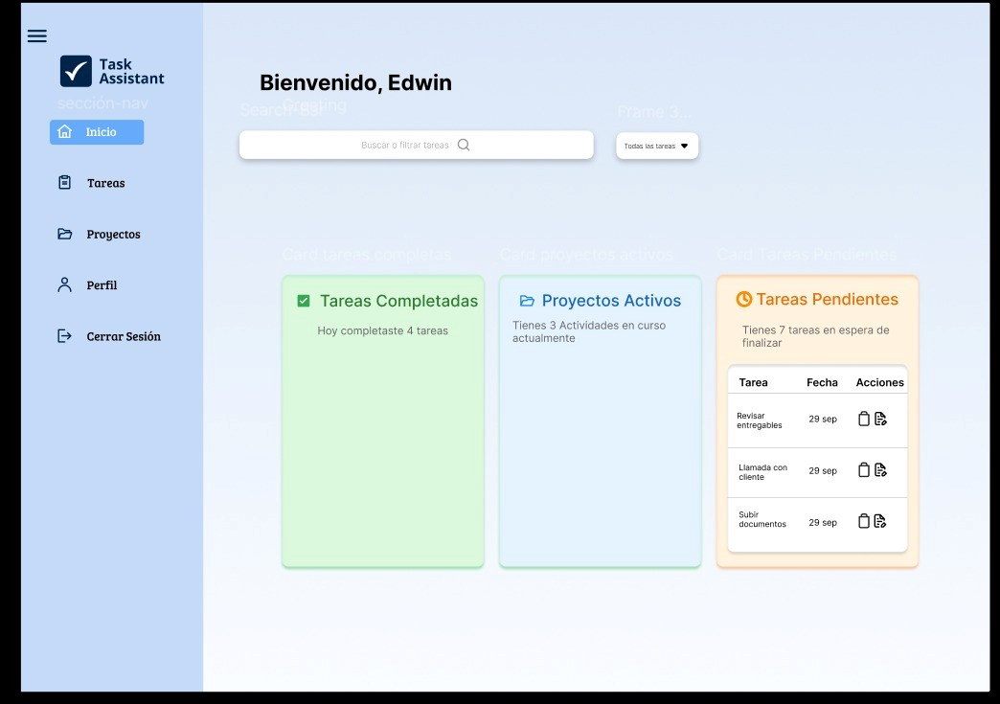 Task
Assistant
sección-nav
Inicio
Tareas
Proyectos
Perfil
Cerrar Sesión
Bienvenido, Edwin
Greeting
Search-Bar
Frame 3...
Buscar o filtrar tareas
Todas las tareas
Card tareas completas
Card proyectos activos
Card Tareas Pendientes
Tareas Completadas
Hoy completaste 4 tareas
Proyectos Activos
Tienes 3 Actividades en curso
actualmente
Tareas Pendientes
Tienes 7 tareas en espera de
finalizar
Tarea Fecha Acciones
Revisar
entregables
29 sep
Llamada con
cliente
29 sep
Subir
documentos
29 sep